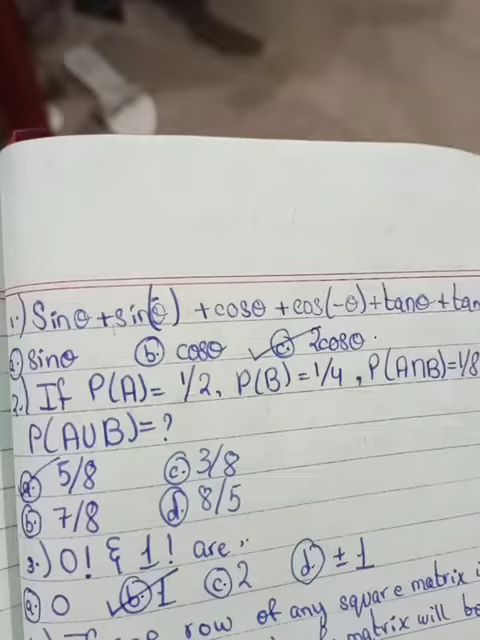 1.) Sinθ + sin(-θ) + cosθ + cos(-θ) + tanθ + tan
a. sinθ b. cosθ c. 2cosθ.
2.) If P(A) = 1/2, P(B) = 1/4, P(A∩B) = 1/8
P(A∪B) = ?
a. 5/8 c. 3/8
b. 7/8 d. 8/5
3.) 0! & 1! are:
a. 0 b. 1 c. 2 d. ± 1
row of any square matrix
matrix will be